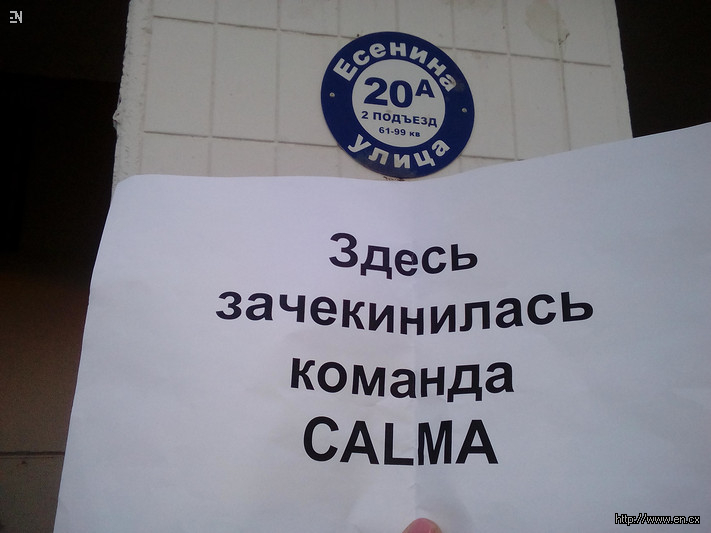 EN
Есенина
20А
2 ПОДЪЕЗД
61-99 кв
улица
Здесь
зачекинилась
команда
CALMA
http://www.en.cx